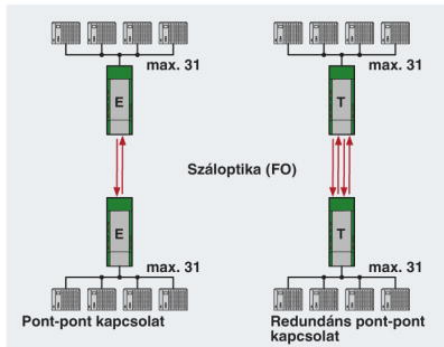 max. 31
max. 31
E
T
Száloptika (FO)
E
T
max. 31
max. 31
Pont-pont kapcsolat
Redundáns pont-pont
kapcsolat